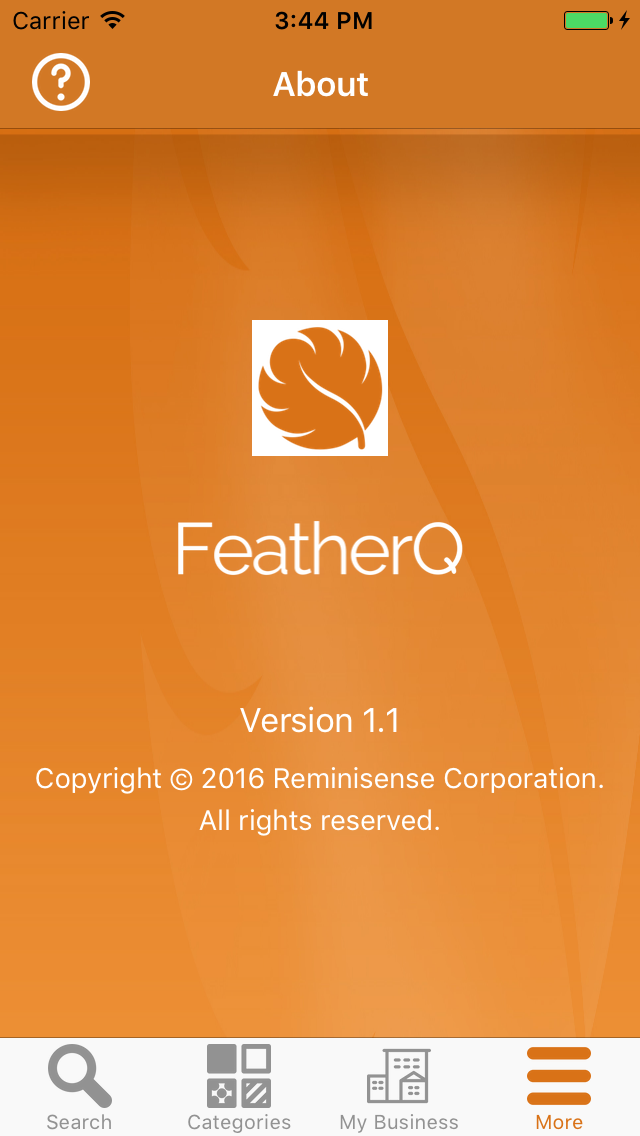 Carrier 3:44 PM
?
About
FeatherQ
Version 1.1
Copyright © 2016 Reminisense Corporation.
All rights reserved.
Search Categories My Business More